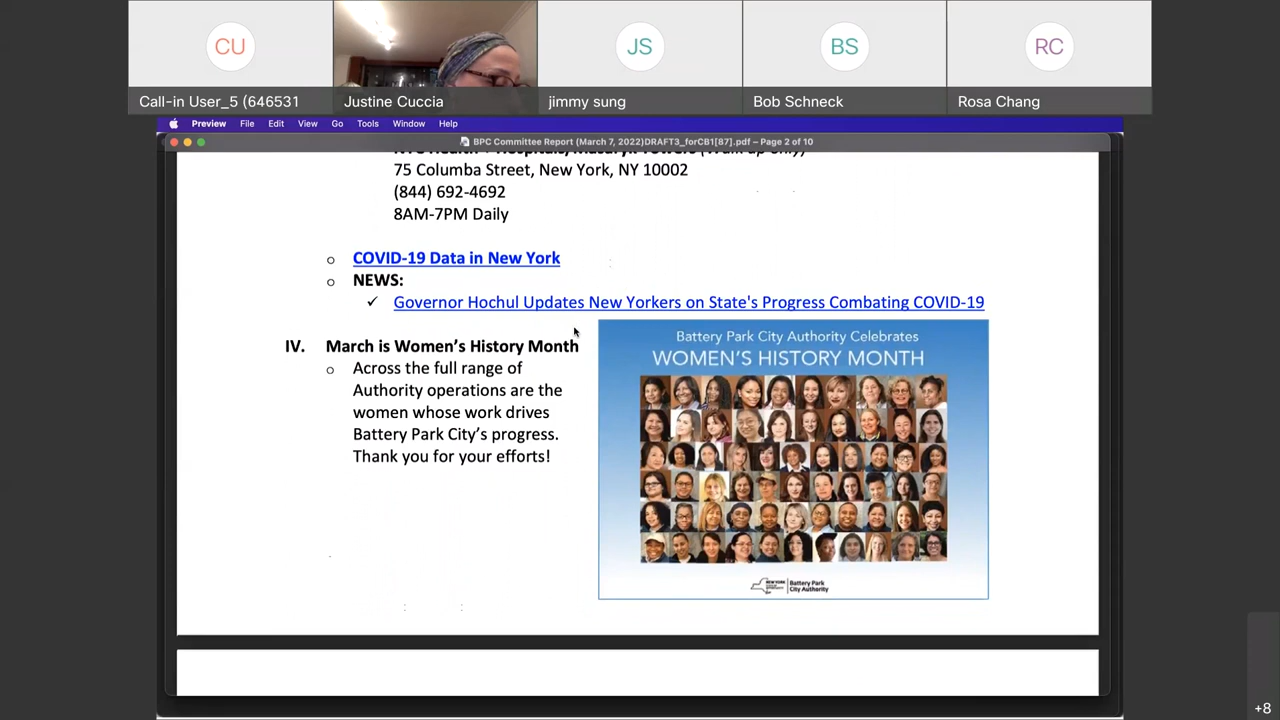 CU
JS
BS
RC
Call-in User_5 (646531
Justine Cuccia
jimmy sung
Bob Schneck
Rosa Chang
Preview File Edit View Go Tools Window Help
BPC Committee Report (March 7, 2022)DRAFT3_forCB1[87].pdf – Page 2 of 10
75 Columba Street, New York, NY 10002
(844) 692-4692
8AM-7PM Daily
o COVID-19 Data in New York
o NEWS:
✓ Governor Hochul Updates New Yorkers on State's Progress Combating COVID-19
IV. March is Women’s History Month
o Across the full range of
Authority operations are the
women whose work drives
Battery Park City’s progress.
Thank you for your efforts!
Battery Park City Authority Celebrates
WOMEN'S HISTORY MONTH
Battery Park
City Authority
+8